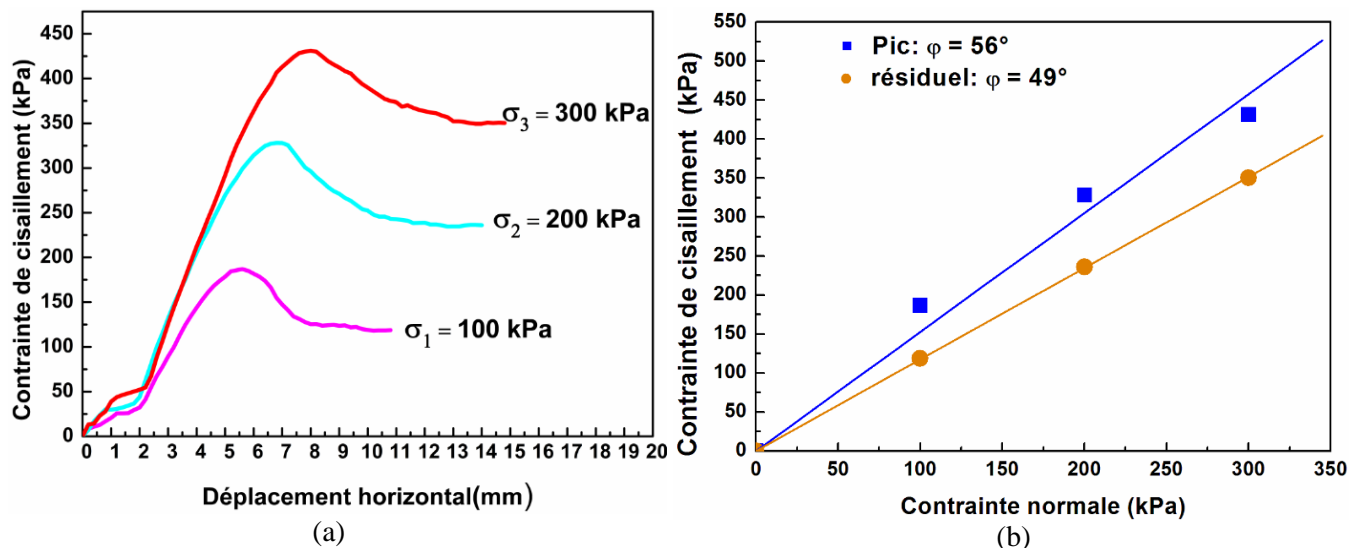 Contrainte de cisaillement (kPa)
450
400
350
300
250
200
150
100
50
0
σ3 = 300 kPa
σ2 = 200 kPa
σ1 = 100 kPa
0 1 2 3 4 5 6 7 8 9 10 11 12 13 14 15 16 17 18 19 20
Déplacement horizontal(mm)
(a)
Contrainte de cisaillement (kPa)
550
500
450
400
350
300
250
200
150
100
50
0
Pic: φ = 56°
résiduel: φ = 49°
0 50 100 150 200 250 300 350
Contrainte normale (kPa)
(b)